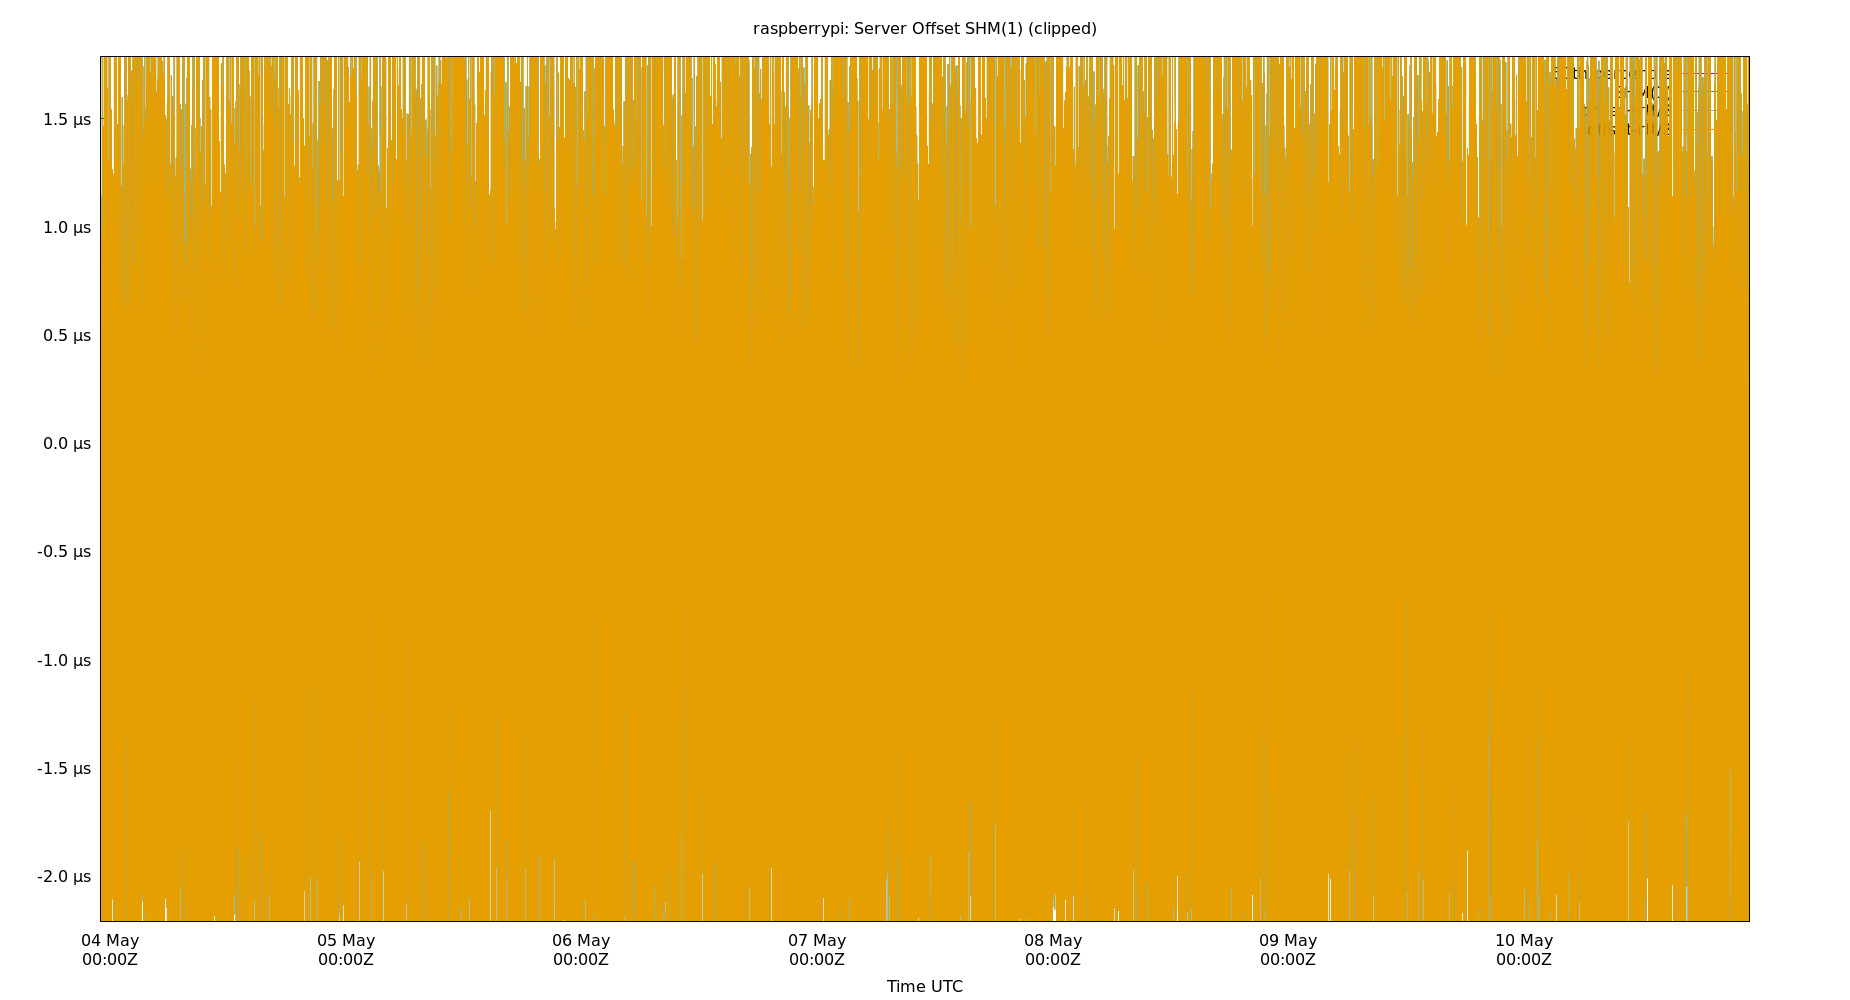 raspberrypi: Server Offset SHM(1) (clipped)
1.5 µs
1.0 µs
0.5 µs
0.0 µs
-0.5 µs
-1.0 µs
-1.5 µs
-2.0 µs
04 May 05 May 06 May 07 May 08 May 09 May 10 May
00:00Z 00:00Z 00:00Z 00:00Z 00:00Z 00:00Z 00:00Z
Time UTC